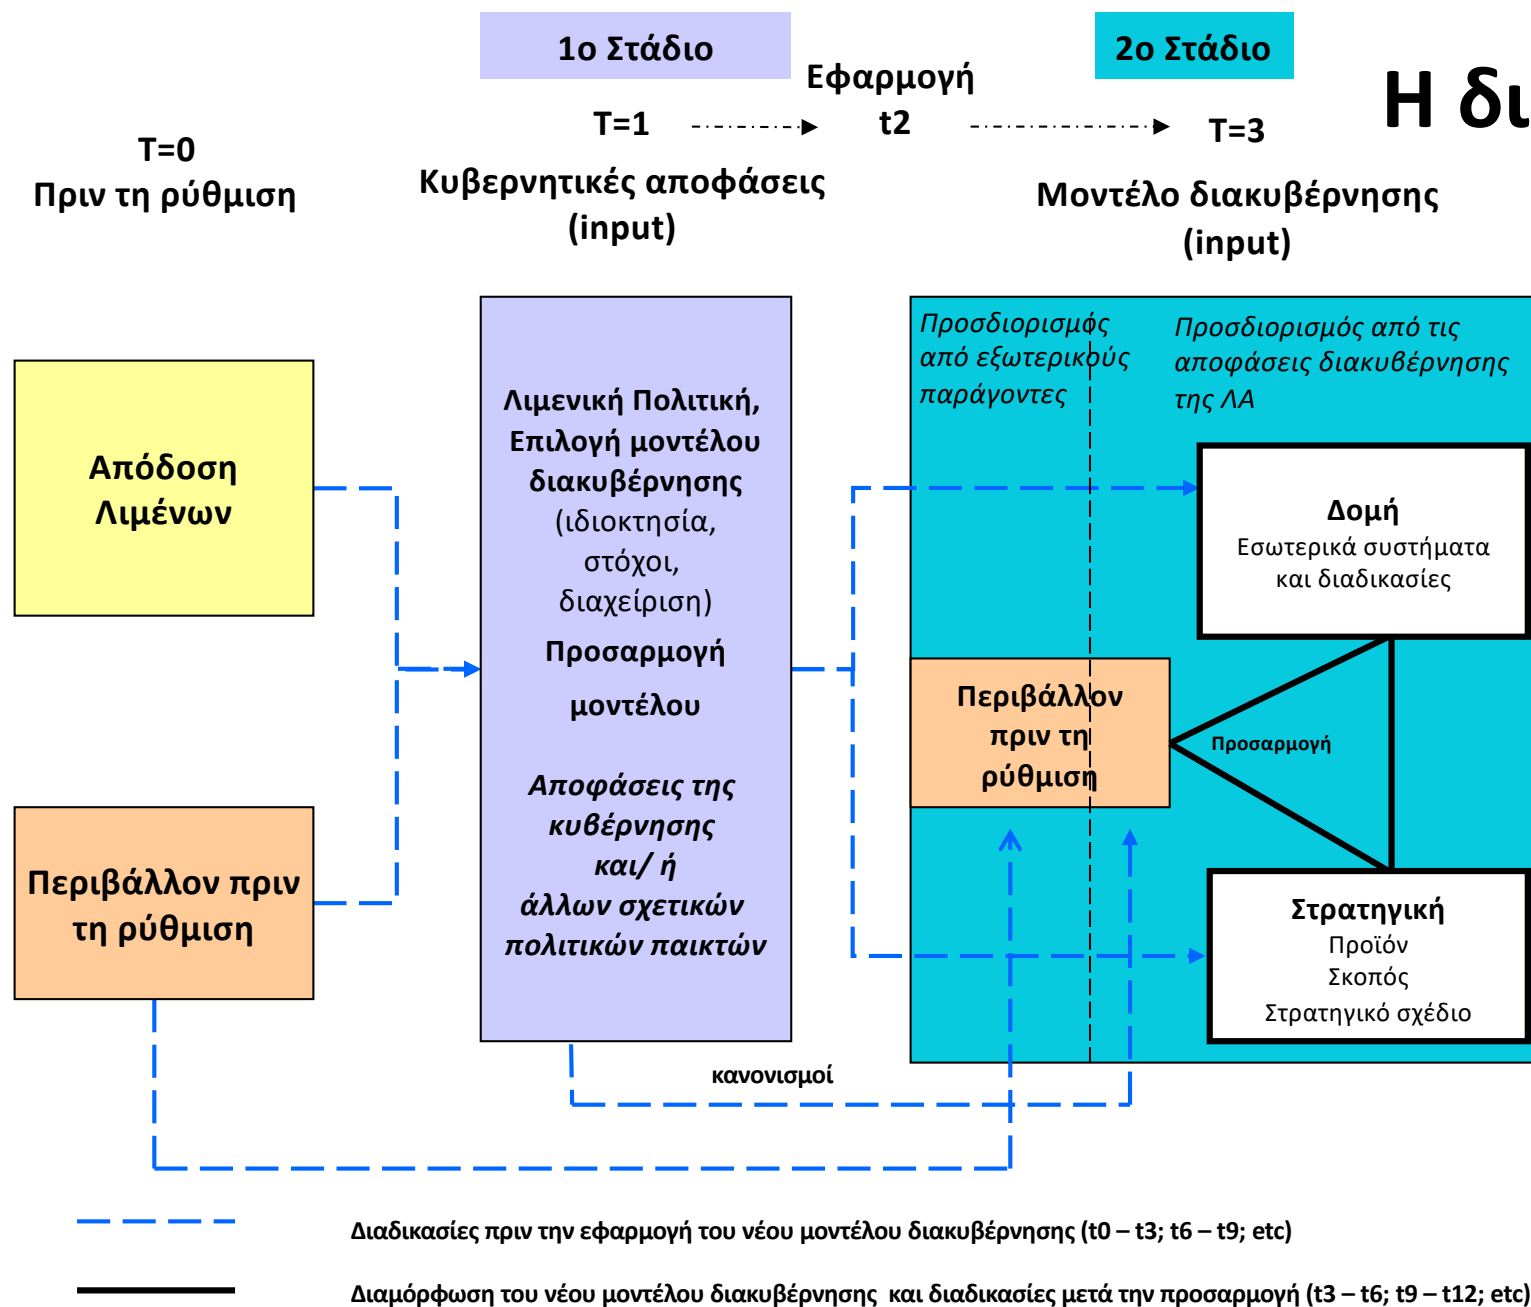 1ο Στάδιο
2ο Στάδιο
Εφαρμογή
t2
Η δι
Τ=0
Πριν τη ρύθμιση
Τ=1
Κυβερνητικές αποφάσεις
(input)
Τ=3
Μοντέλο διακυβέρνησης
(input)
Απόδοση
Λιμένων
Περιβάλλον πριν
τη ρύθμιση
Λιμενική Πολιτική,
Επιλογή μοντέλου
διακυβέρνησης
(ιδιοκτησία,
στόχοι,
διαχείριση)
Προσαρμογή
μοντέλου
Αποφάσεις της
κυβέρνησης
και/ ή
άλλων σχετικών
πολιτικών παικτών
Προσδιορισμός
από εξωτερικούς
παράγοντες
Προσδιορισμός από τις
αποφάσεις διακυβέρνησης
της ΛΑ
Δομή
Εσωτερικά συστήματα
και διαδικασίες
Περιβάλλον
πριν τη
ρύθμιση
Προσαρμογή
Στρατηγική
Προϊόν
Σκοπός
Στρατηγικό σχέδιο
κανονισμοί
Διαδικασίες πριν την εφαρμογή του νέου μοντέλου διακυβέρνησης (t0 – t3; t6 – t9; etc)
Διαμόρφωση του νέου μοντέλου διακυβέρνησης και διαδικασίες μετά την προσαρμογή (t3 – t6; t9 – t12; etc)